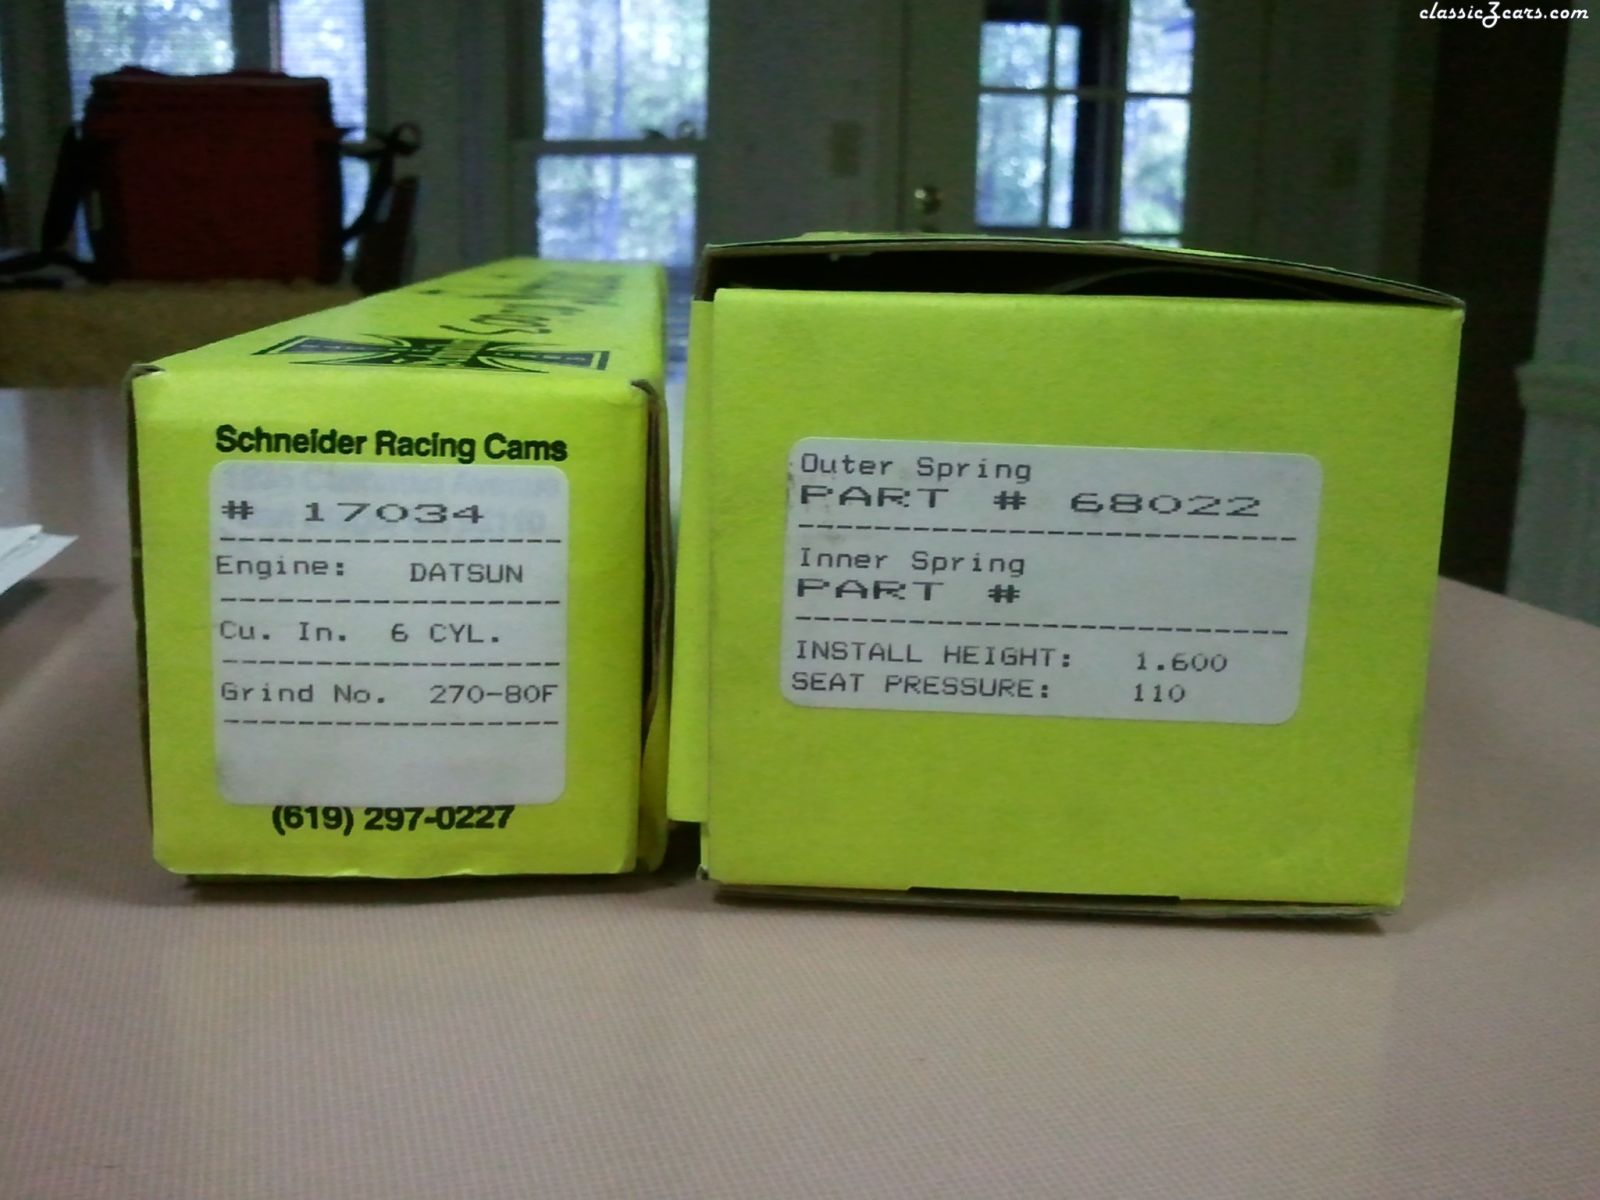 classicZcars.com
Schneider Racing Cams
# 17034
Engine: DATSUN
Cu. In. 6 CYL.
Grind No. 270-80F
(619) 297-0227
Outer Spring
PART # 68022
Inner Spring
PART #
INSTALL HEIGHT: 1.600
SEAT PRESSURE: 110